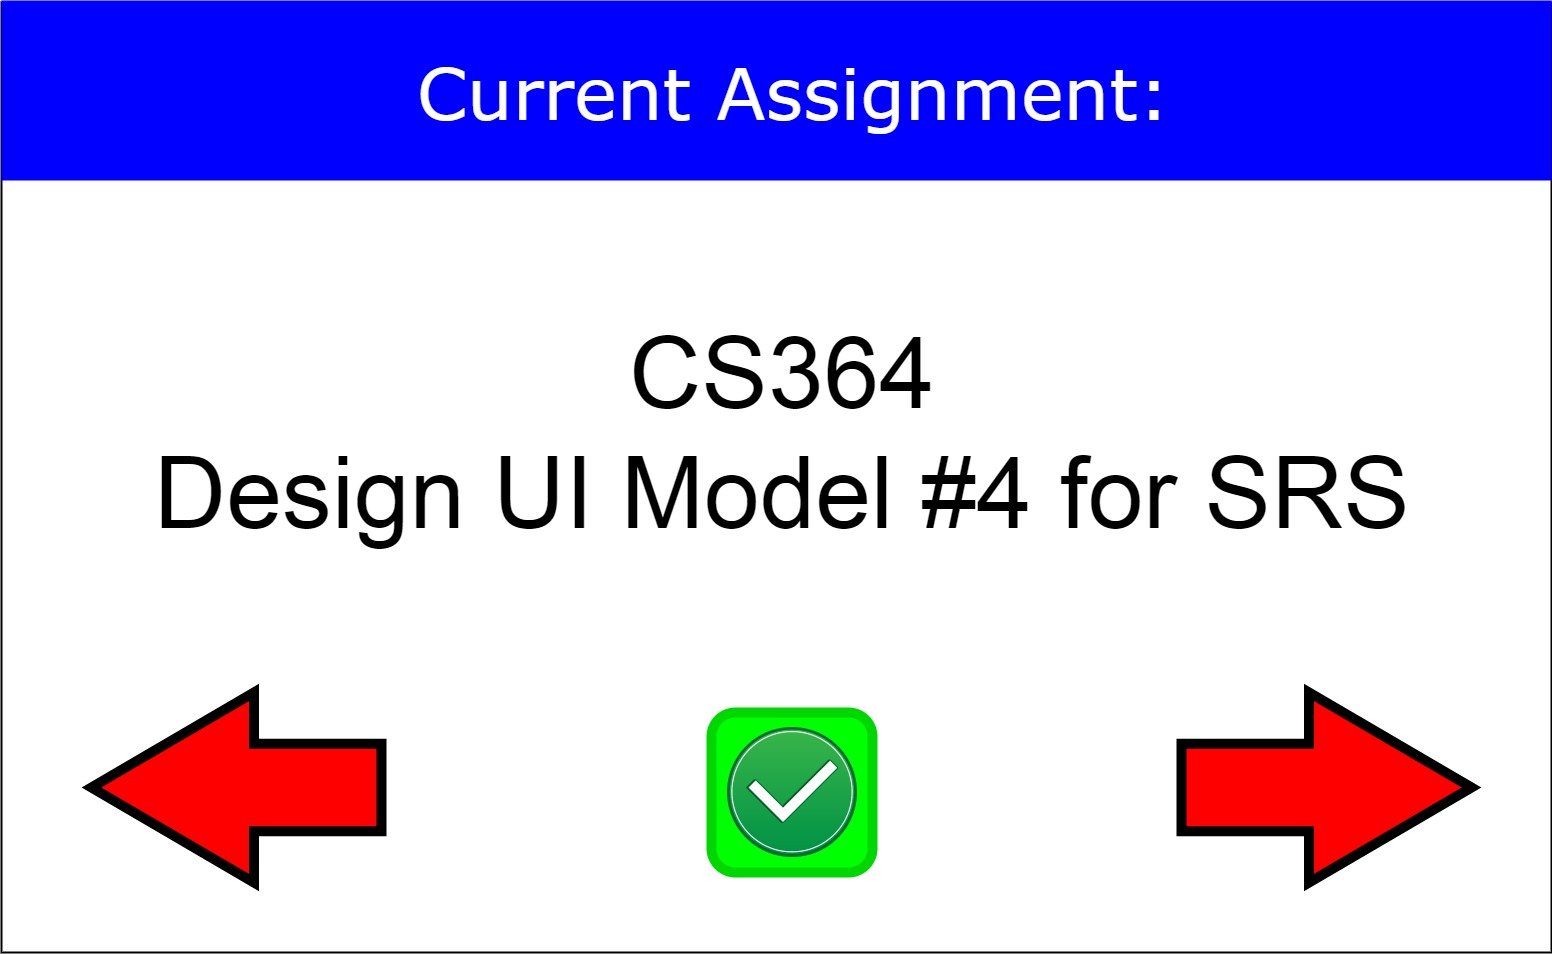 Current Assignment:
CS364
Design UI Model #4 for SRS